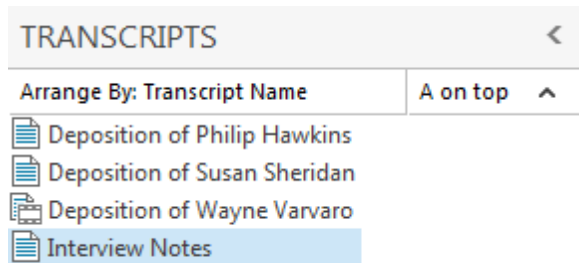 TRANSCRIPTS
Arrange By: Transcript Name A on top
Deposition of Philip Hawkins
Deposition of Susan Sheridan
Deposition of Wayne Varvaro
Interview Notes